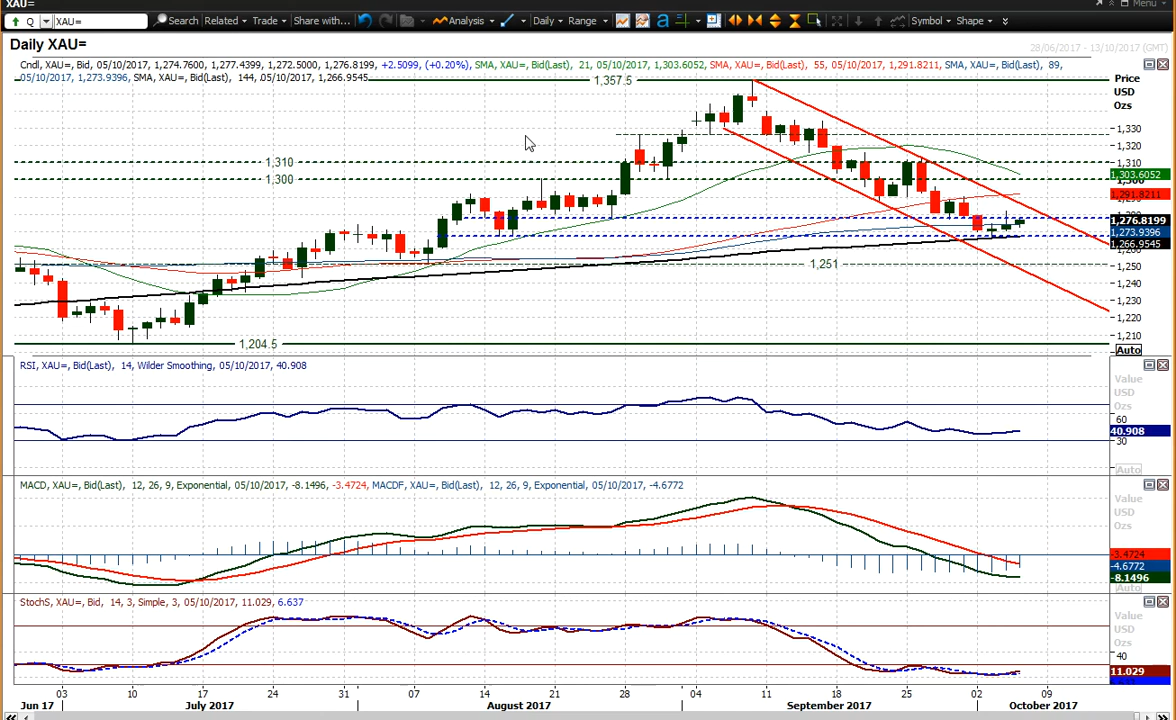 XAU=
Menu
Q XAU= Search Related Trade Share with... Analysis Daily Range a Symbol Shape
Daily XAU=
28/06/2017 - 13/10/2017 (GMT)
Cndl, XAU=, Bid, 05/10/2017, 1,274.7600, 1,277.4399, 1,272.5000, 1,276.8199, +2.5099, (+0.20%), SMA, XAU=, Bid(Last), 21, 05/10/2017, 1,303.6052, SMA, XAU=, Bid(Last), 55, 05/10/2017, 1,291.8211, SMA, XAU=, Bid(Last), 89,
05/10/2017, 1,273.9396, SMA, XAU=, Bid(Last), 144, 05/10/2017, 1,266.9545
Price
USD
Ozs
1,357.5
1,330
1,320
1,310
1,310
1,300
1,303.6052
1,291.8211
1,276.8199
1,273.9396
1,266.9545
1,251
1,250
1,240
1,230
1,220
1,210
1,204.5
Auto
RSI, XAU=, Bid(Last), 14, Wilder Smoothing, 05/10/2017, 40.908
Value
USD
Ozs
60
40.908
30
Auto
MACD, XAU=, Bid(Last), 12, 26, 9, Exponential, 05/10/2017, -8.1496, -3.4724, MACDF, XAU=, Bid(Last), 12, 26, 9, Exponential, 05/10/2017, -4.6772
Value
USD
Ozs
-3.4724
-4.6772
-8.1496
Auto
StochS, XAU=, Bid, 14, 3, Simple, 3, 05/10/2017, 11.029, 6.637
Value
USD
Ozs
40
11.029
03 10 17 24 31 07 14 21 28 04 11 18 25 02 09
Jun 17 July 2017 August 2017 September 2017 October 2017